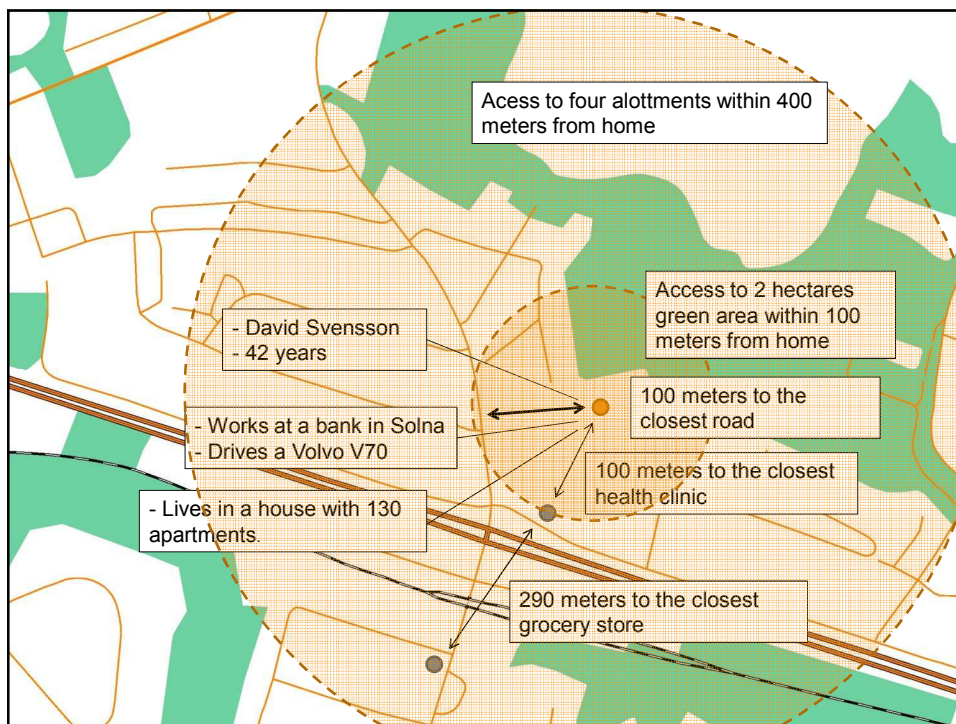 Acess to four alottments within 400
meters from home
Access to 2 hectares
green area within 100
meters from home
- David Svensson
- 42 years
100 meters to the
closest road
- Works at a bank in Solna
- Drives a Volvo V70
100 meters to the closest
health clinic
- Lives in a house with 130
apartments.
290 meters to the closest
grocery store